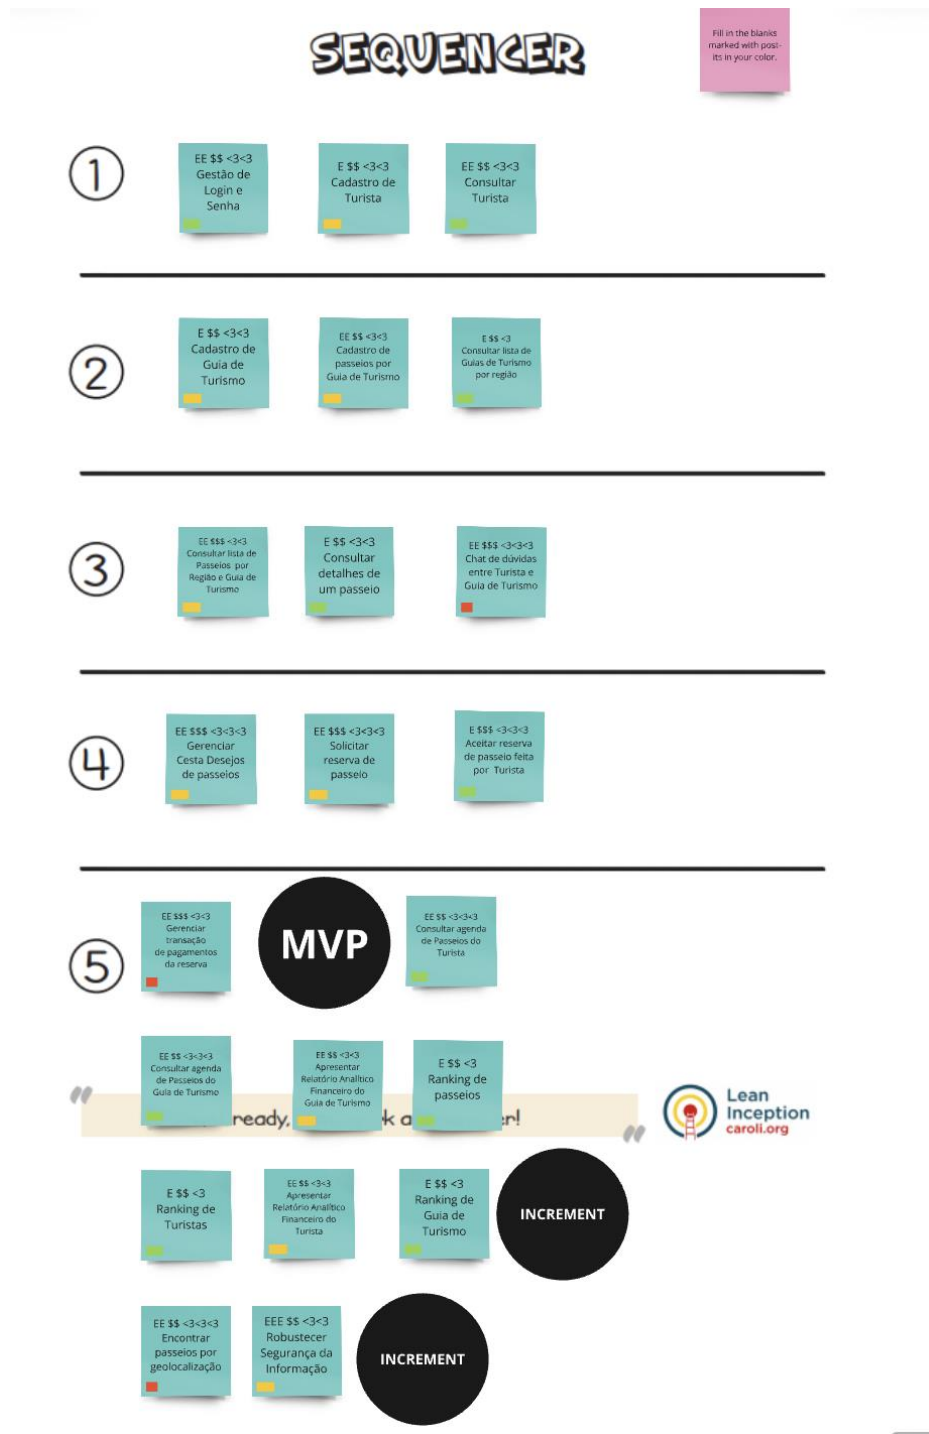 SEQUENCER
Fill in the blanks
marked with post-
its in your color.
1
EE $$ <3<3
Gestão de
Login e
Senha
E $$ <3<3
Cadastro de
Turista
EE $$ <3<3
Consultar
Turista
2
E $$ <3<3
Cadastro de
Guia de
Turismo
EE $$ <3<3
Cadastro de
passeios por
Guia de Turismo
E $$ <3
Consultar lista de
Guias de Turismo
por região
3
EE $$$ <3<3
Consultar lista de
Passeios por
Região e Guia de
Turismo
E $$ <3<3
Consultar
detalhes de
um passeio
EE $$$ <3<3<3
Chat de dúvidas
entre Turista e
Guia de Turismo
4
EE $$$ <3<3<3
Gerenciar
Cesta Desejos
de passeios
EE $$$ <3<3<3
Solicitar
reserva de
passeio
E $$$ <3<3<3
Aceitar reserva
de passeio feita
por Turista
5
EE $$$ <3<3
Gerenciar
transação
de pagamentos
da reserva
MVP
EE $$ <3<3<3
Consultar agenda
de Passeios do
Turista
EE $$ <3<3<3
Consultar agenda
de Passeios do
Guia de Turismo
EE $$ <3<3
Apresentar
Relatório Analítico
Financeiro do
Guia de Turismo
E $$ <3
Ranking de
passeios
ready,
k a
er!
Lean
Inception
caroli.org
E $$ <3
Ranking de
Turistas
EE $$ <3<3
Apresentar
Relatório Analítico
Financeiro do
Turista
E $$ <3
Ranking de
Guia de
Turismo
INCREMENT
EE $$ <3<3<3
Encontrar
passeios por
geolocalização
EEE $$ <3<3
Robustecer
Segurança da
Informação
INCREMENT